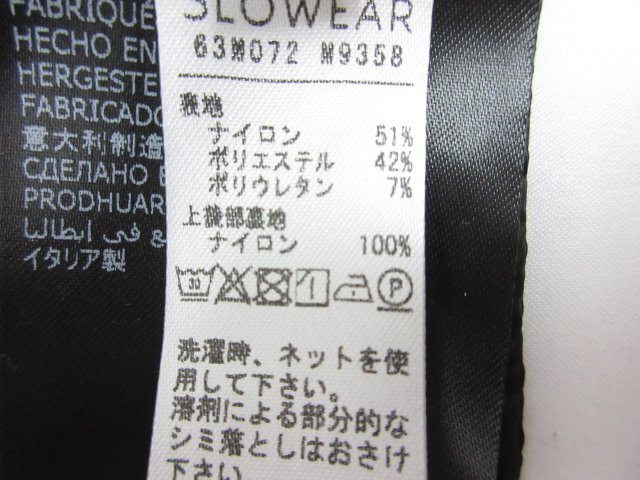 FABRIQUÉ
HECHO EN
HERGESTE
FABRICADO
意大利制造
СДЕЛАНО В
PRODHUAR
ع في إيطاليا
イタリア製
SLOWEAR
63M072 M9358
表地
ナイロン 51%
ポリエステル 42%
ポリウレタン 7%
上機部裏地
ナイロン 100%
30
P
洗濯時、ネットを使
用して下さい。
溶剤による部分的な
シミ落としはおさけ
下さい